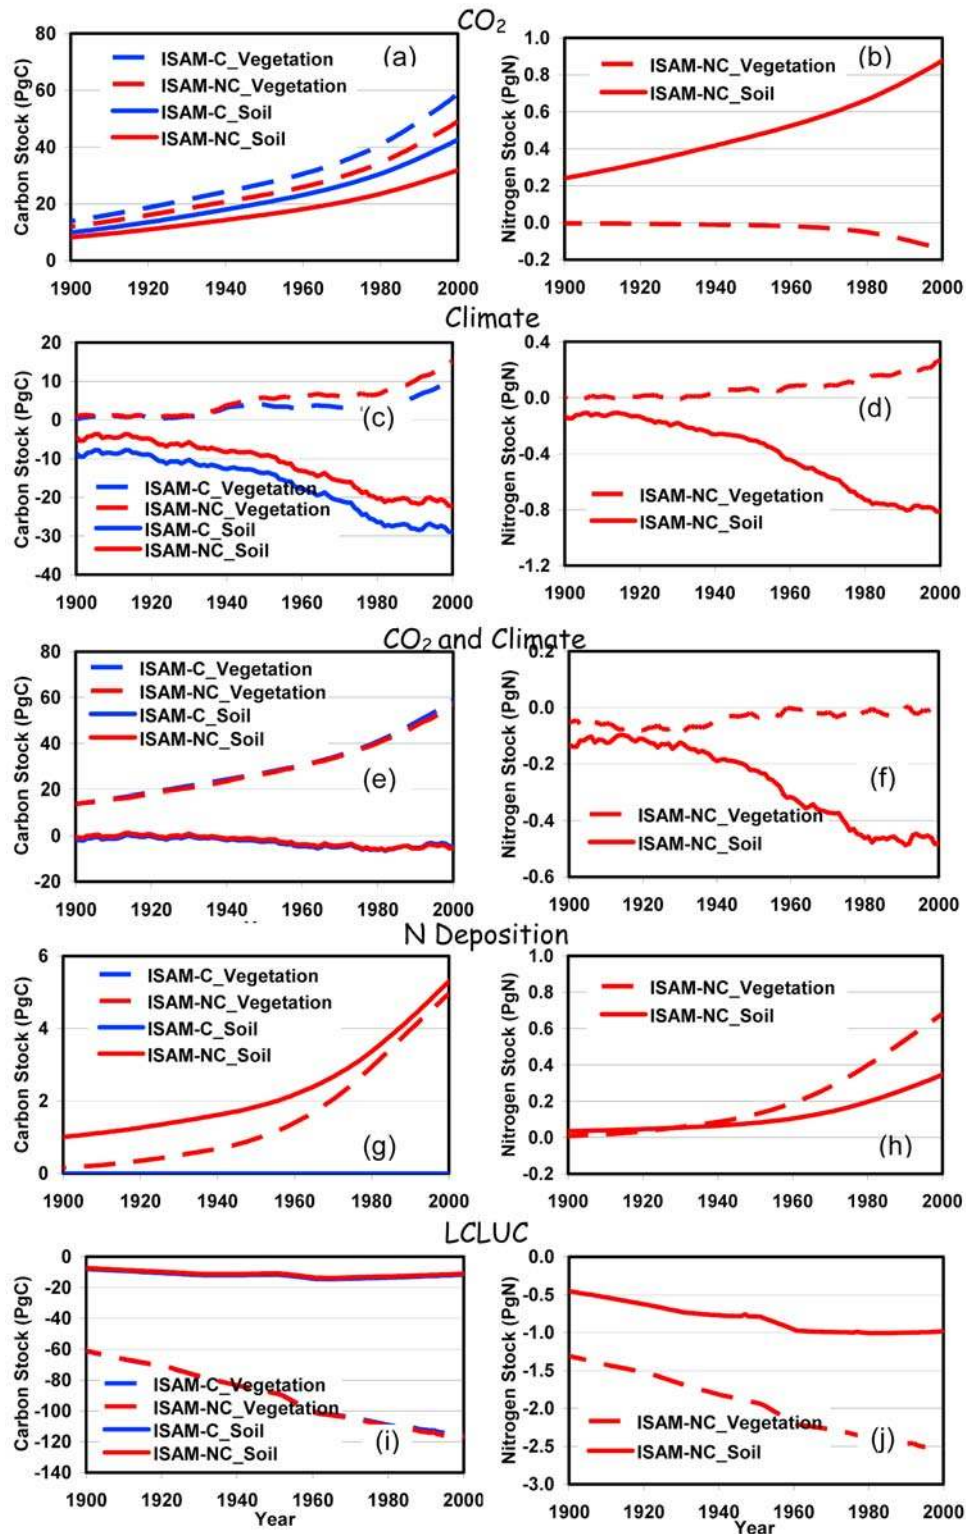 CO2
Carbon Stock (PgC)
80
60
40
20
0
ISAM-C_Vegetation
ISAM-NC_Vegetation
ISAM-C_Soil
ISAM-NC_Soil
(a)
1900 1920 1940 1960 1980 2000
Nitrogen Stock (PgN)
1.0
0.8
0.6
0.4
0.2
0.0
-0.2
ISAM-NC_Vegetation
ISAM-NC_Soil
(b)
1900 1920 1940 1960 1980 2000
Climate
Carbon Stock (PgC)
20
10
0
-10
-20
-30
-40
(c)
ISAM-C_Vegetation
ISAM-NC_Vegetation
ISAM-C_Soil
ISAM-NC_Soil
1900 1920 1940 1960 1980 2000
Nitrogen Stock (PgN)
0.4
0.0
-0.4
-0.8
-1.2
(d)
ISAM-NC_Vegetation
ISAM-NC_Soil
1900 1920 1940 1960 1980 2000
CO2 and Climate
Carbon Stock (PgC)
80
60
40
20
0
-20
ISAM-C_Vegetation
ISAM-NC_Vegetation
ISAM-C_Soil
ISAM-NC_Soil
(e)
1900 1920 1940 1960 1980 2000
Nitrogen Stock (PgN)
0.2
0.0
-0.2
-0.4
-0.6
(f)
ISAM-NC_Vegetation
ISAM-NC_Soil
1900 1920 1940 1960 1980 2000
N Deposition
Carbon Stock (PgC)
6
4
2
0
ISAM-C_Vegetation
ISAM-NC_Vegetation
ISAM-C_Soil
ISAM-NC_Soil
(g)
1900 1920 1940 1960 1980 2000
Nitrogen Stock (PgN)
1.0
0.8
0.6
0.4
0.2
0.0
-0.2
ISAM-NC_Vegetation
ISAM-NC_Soil
(h)
1900 1920 1940 1960 1980 2000
LCLUC
Carbon Stock (PgC)
0
-20
-40
-60
-80
-100
-120
-140
ISAM-C_Vegetation
ISAM-NC_Vegetation
ISAM-C_Soil
ISAM-NC_Soil
(i)
1900 1920 1940 1960 1980 2000
Year
Nitrogen Stock (PgN)
0.0
-0.5
-1.0
-1.5
-2.0
-2.5
-3.0
ISAM-NC_Vegetation
ISAM-NC_Soil
(j)
1900 1920 1940 1960 1980 2000
Year